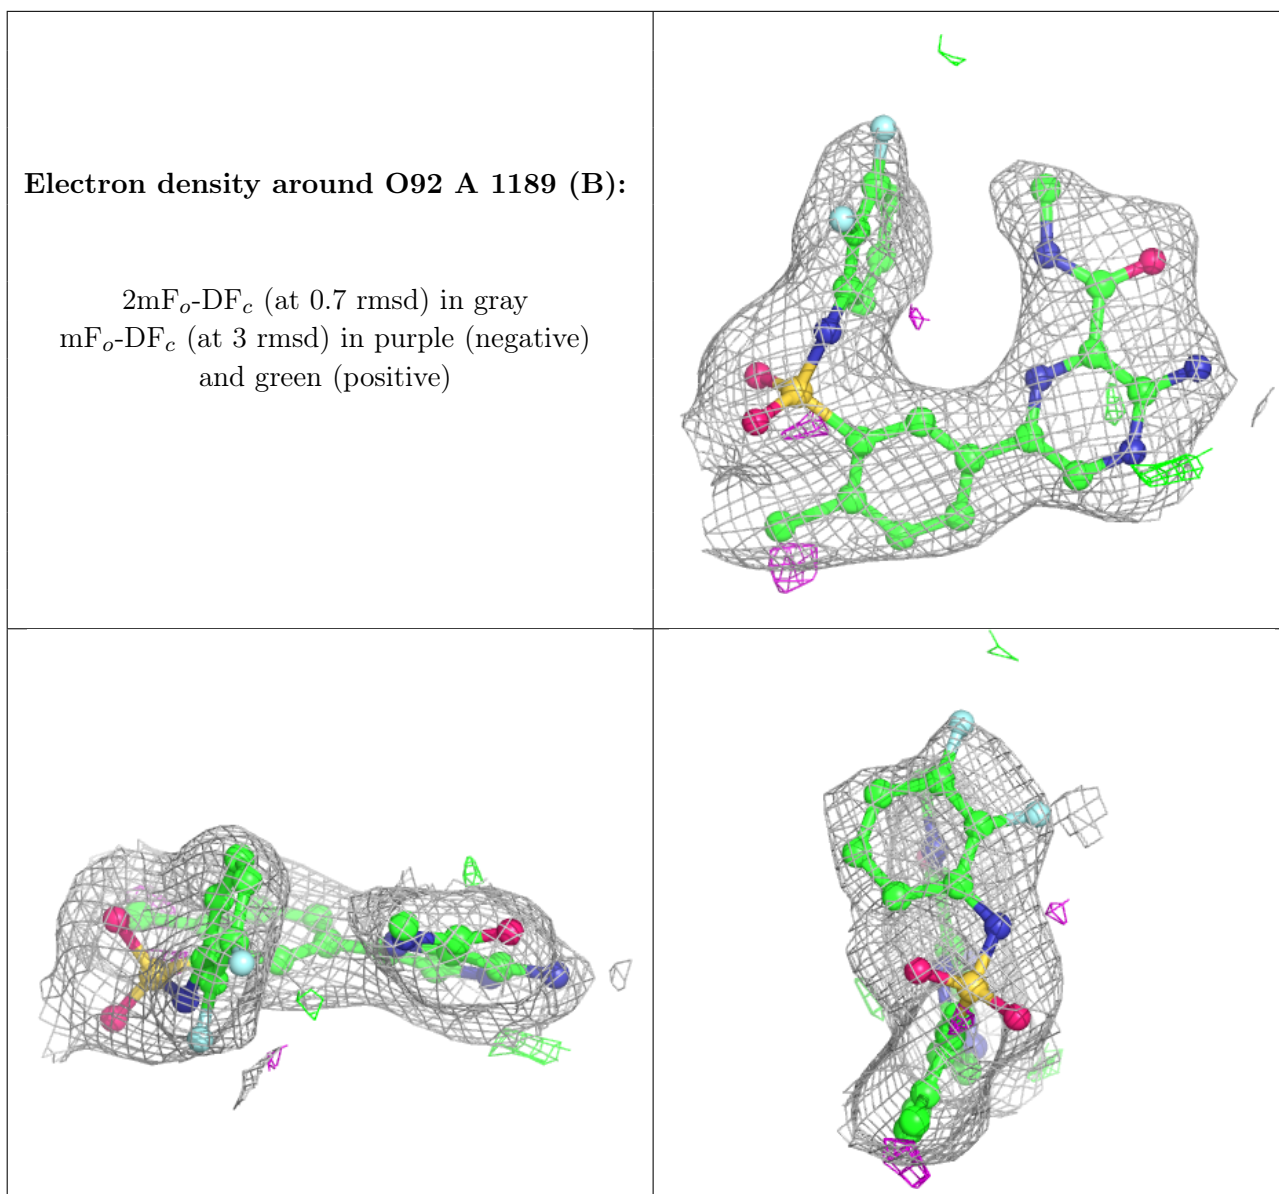 Electron density around O92 A 1189 (B):
2mFo-DFc (at 0.7 rmsd) in gray
mFo-DFc (at 3 rmsd) in purple (negative)
and green (positive)